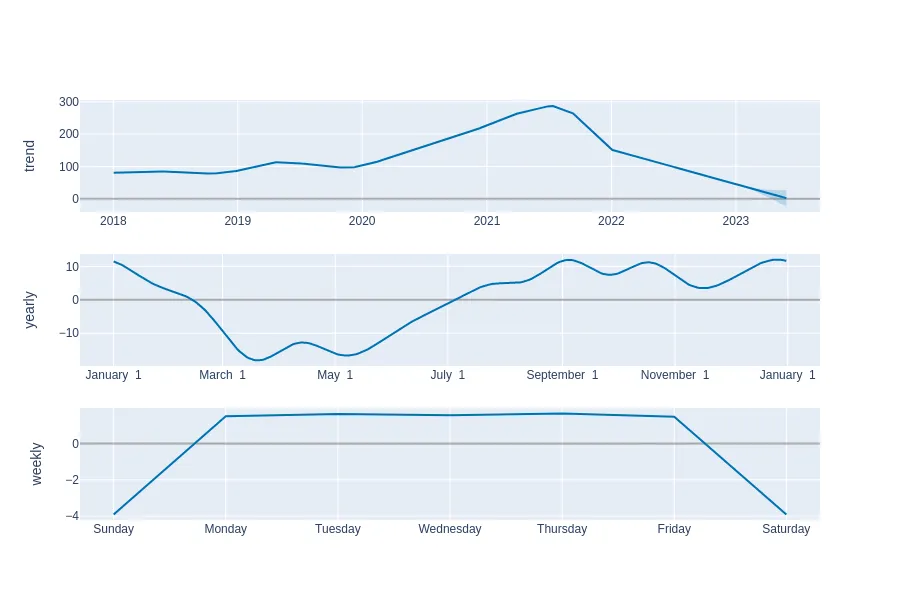 300
200
100
0
trend
2018 2019 2020 2021 2022 2023
10
0
−10
yearly
January 1 March 1 May 1 July 1 September 1 November 1 January 1
0
−2
−4
weekly
Sunday Monday Tuesday Wednesday Thursday Friday Saturday